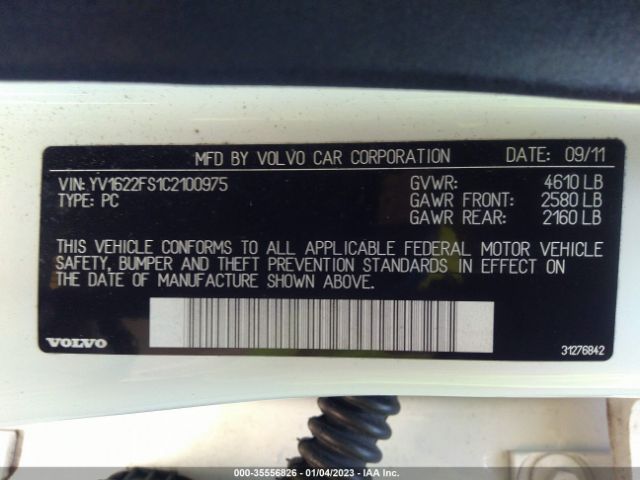 MFD BY VOLVO CAR CORPORATION DATE: 09/11
VIN: YV1622FS1C2100975 GVWR: 4610 LB
TYPE: PC GAWR FRONT: 2580 LB
GAWR REAR: 2160 LB
THIS VEHICLE CONFORMS TO ALL APPLICABLE FEDERAL MOTOR VEHICLE
SAFETY, BUMPER AND THEFT PREVENTION STANDARDS IN EFFECT ON
THE DATE OF MANUFACTURE SHOWN ABOVE.
VOLVO 31276842
000-35556826 - 01/04/2023 - IAA Inc.